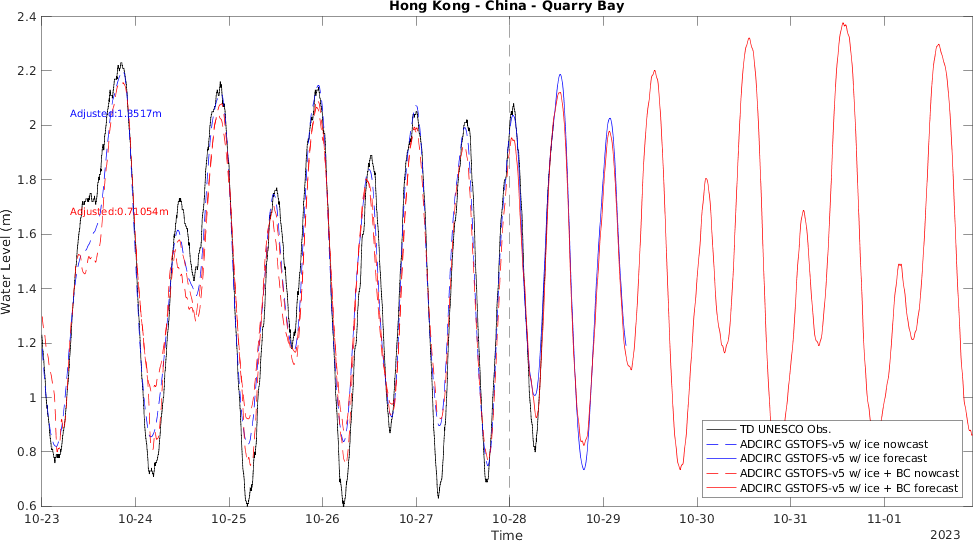 Hong Kong - China - Quarry Bay
2.4
2.2
2
1.8
1.6
1.4
1.2
1
0.8
0.6
Water Level (m)
Adjusted:1.3517m
Adjusted:0.71054m
TD UNESCO Obs.
ADCIRC GSTOFS-v5 w/ ice nowcast
ADCIRC GSTOFS-v5 w/ ice forecast
ADCIRC GSTOFS-v5 w/ ice + BC nowcast
ADCIRC GSTOFS-v5 w/ ice + BC forecast
10-23 10-24 10-25 10-26 10-27 10-28 10-29 10-30 10-31 11-01
Time
2023